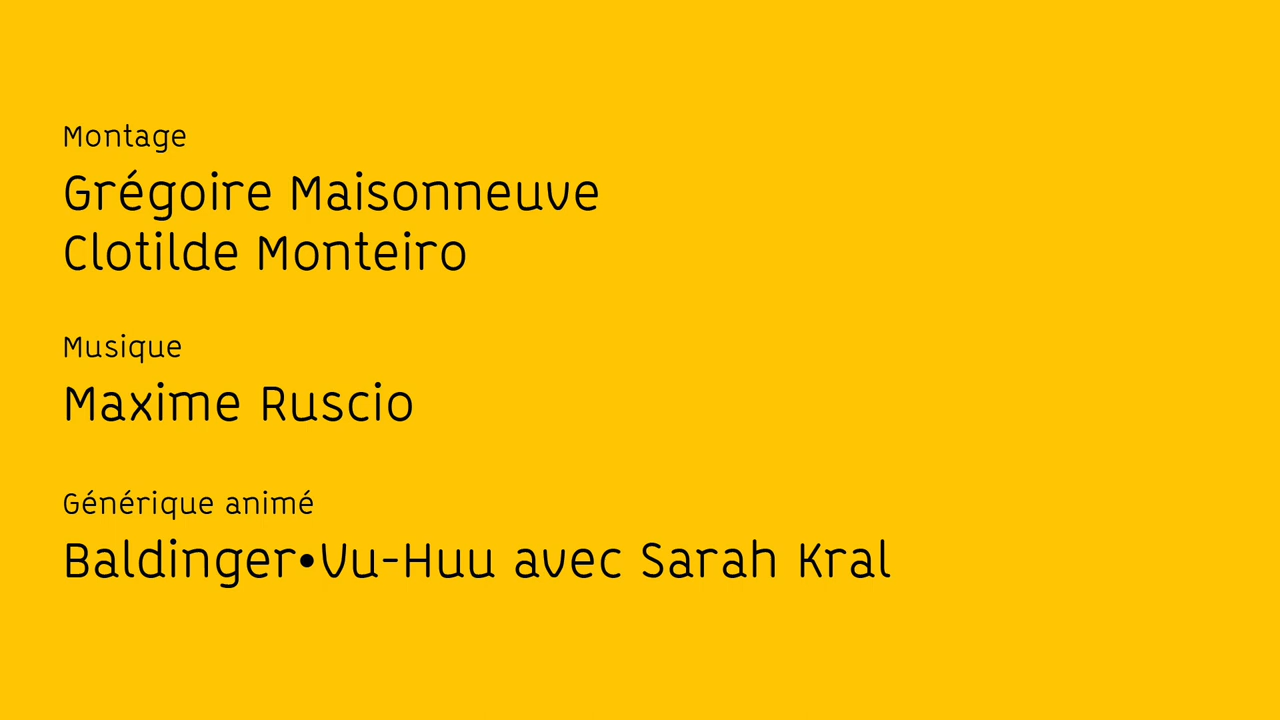 Montage
Grégoire Maisonneuve
Clotilde Monteiro
Musique
Maxime Ruscio
Générique animé
Baldinger•Vu-Huu avec Sarah Kral